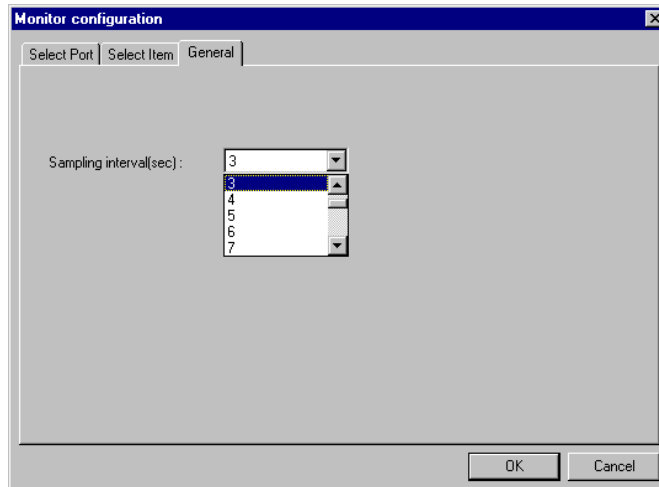 Monitor configuration
Select Port Select Item General
Sampling interval(sec) : 3
3
4
5
6
7
OK Cancel